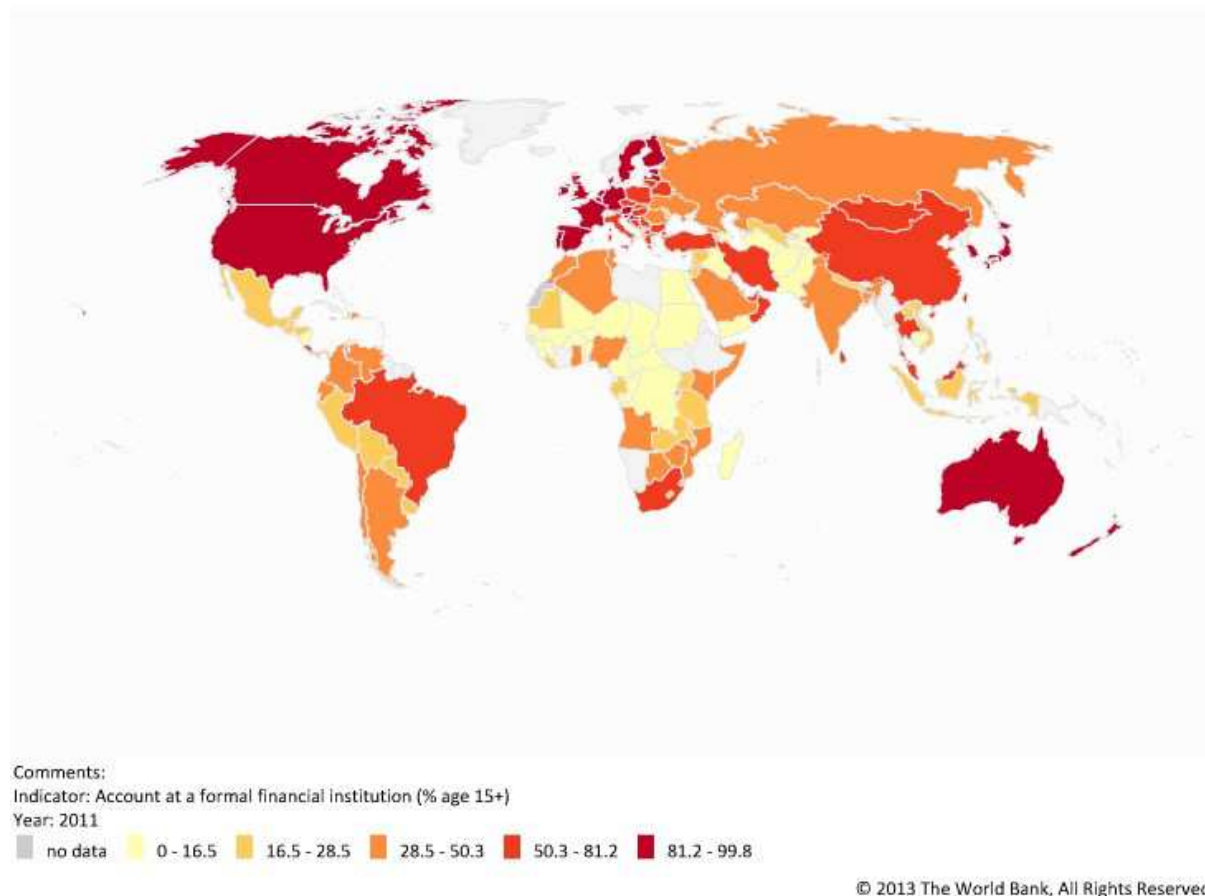 Comments:
Indicator: Account at a formal financial institution (% age 15+)
Year: 2011
no data 0 - 16.5 16.5 - 28.5 28.5 - 50.3 50.3 - 81.2 81.2 - 99.8
© 2013 The World Bank, All Rights Reserved